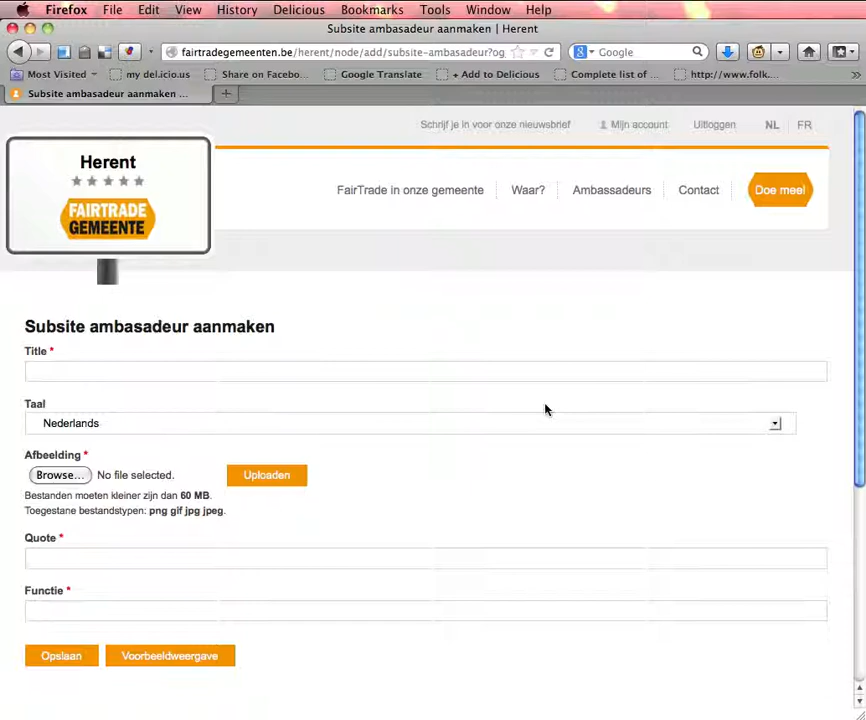 Firefox File Edit View History Delicious Bookmarks Tools Window Help
Subsite ambasadeur aanmaken | Herent
fairtradegemeenten.be/herent/node/add/subsite-ambasadeur?og_ Google
Most Visited my del.icio.us Share on Facebo... Google Translate + Add to Delicious Complete list of ... http://www.folk...
Subsite ambasadeur aanmaken ...
Schrijf je in voor onze nieuwsbrief Mijn account Uitloggen NL FR
Herent
FAIRTRADE
GEMEENTE
FairTrade in onze gemeente Waar? Ambassadeurs Contact Doe mee!
Subsite ambasadeur aanmaken
Title *
Taal
Nederlands
Afbeelding *
Browse... No file selected. Uploaden
Bestanden moeten kleiner zijn dan 60 MB.
Toegestane bestandstypen: png gif jpg jpeg.
Quote *
Functie *
Opslaan Voorbeeldweergave